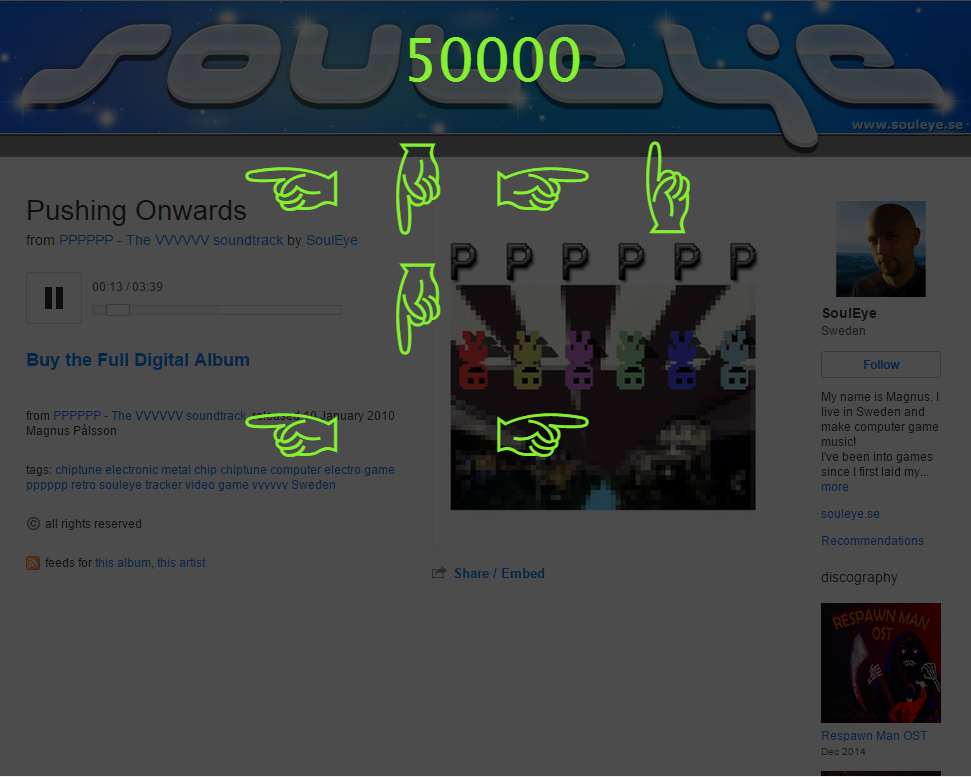 souleye
50000
www.souleye.se
Pushing Onwards
from PPPPPP - The VVVVVV soundtrack by SoulEye
00:13 / 03:39
Buy the Full Digital Album
from PPPPPP - The VVVVVV soundtrack, released 10 January 2010
Magnus Pålsson
tags: chiptune electronic metal chip chiptune computer electro game
pppppp retro souleye tracker video game vvvvvv Sweden
all rights reserved
feeds for this album, this artist
P P P P P P
Share / Embed
SoulEye
Sweden
Follow
My name is Magnus. I
live in Sweden and
make computer game
music!
I've been into games
since I first laid my...
more
souleye.se
Recommendations
discography
RESPAWN MAN
OST
Respawn Man OST
Dec 2014